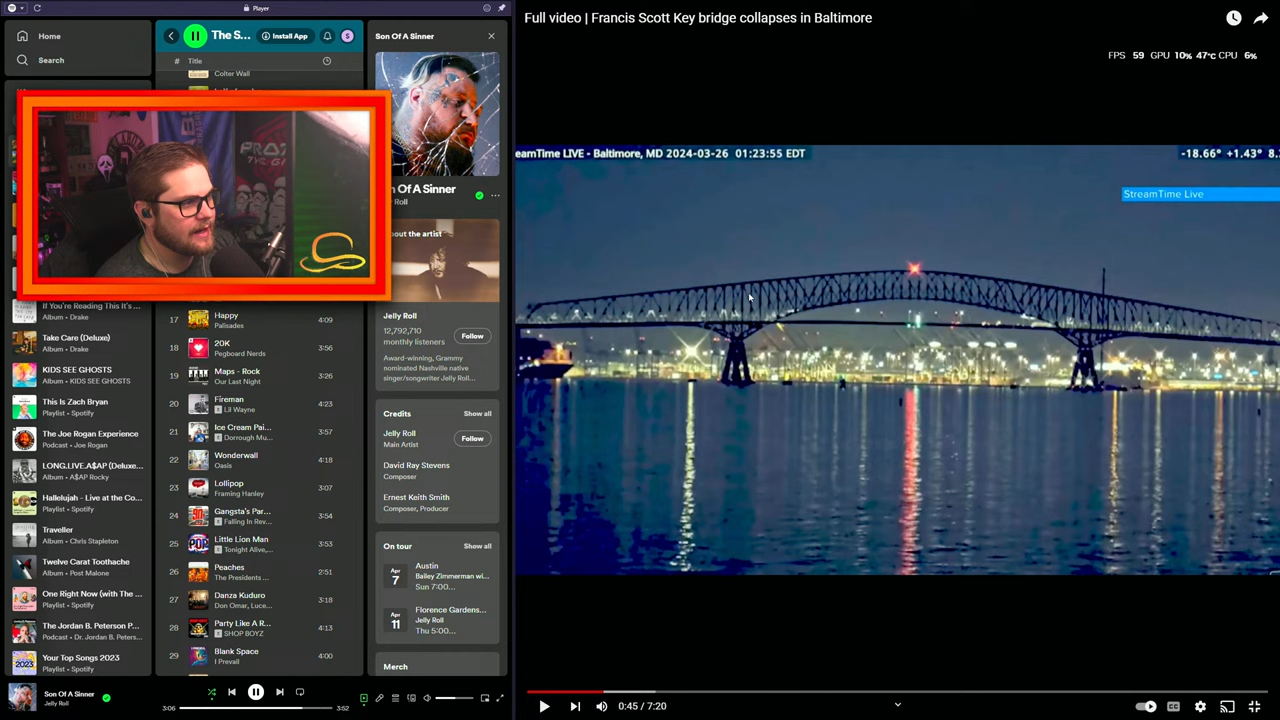 Player
Home
Search
The S...
Install App
S
#
Title
Colter Wall
If You're Reading This It's...
Album • Drake
Take Care (Deluxe)
Album • Drake
KIDS SEE GHOSTS
Album • KIDS SEE GHOSTS
This Is Zach Bryan
Playlist • Spotify
The Joe Rogan Experience
Podcast • Joe Rogan
LONG.LIVE.A$AP (Deluxe...
Album • A$AP Rocky
Hallelujah - Live at the Co...
Playlist • Spotify
Traveller
Album • Chris Stapleton
Twelve Carat Toothache
Album • Post Malone
One Right Now (with The ...
Playlist • Spotify
The Jordan B. Peterson P...
Podcast • Dr. Jordan B. Peters...
Your Top Songs 2023
Playlist • Spotify
17
Happy
Palisades
4:09
18
20K
Pegboard Nerds
3:56
19
Maps - Rock
Our Last Night
3:26
20
Fireman
E Lil Wayne
4:23
21
Ice Cream Pai...
E Dorrough Mu...
3:57
22
Wonderwall
Oasis
4:18
23
Lollipop
Framing Hanley
3:07
24
Gangsta's Par...
E Falling In Rev...
3:54
25
Little Lion Man
E Tonight Alive,...
3:53
26
Peaches
The Presidents ...
2:51
27
Danza Kuduro
Don Omar, Luce...
3:18
28
Party Like A R...
E SHOP BOYZ
4:13
29
Blank Space
I Prevail
4:00
Son Of A Sinner
on Of A Sinner
Roll
bout the artist
Jelly Roll
12,792,710
monthly listeners
Follow
Award-winning, Grammy
nominated Nashville native
singer/songwriter Jelly Roll...
Credits
Show all
Jelly Roll
Main Artist
Follow
David Ray Stevens
Composer
Ernest Keith Smith
Composer, Producer
On tour
Show all
Apr
7
Austin
Bailey Zimmerman wi...
Sun 7:00...
Apr
11
Florence Gardens...
Jelly Roll
Thu 5:00...
Merch
Son Of A Sinner
Jelly Roll
3:06
3:52
Full video | Francis Scott Key bridge collapses in Baltimore
FPS 59 GPU 10% 47°C CPU 6%
eamTime LIVE - Baltimore, MD 2024-03-26 01:23:55 EDT
-18.66° +1.43° 8.
StreamTime Live
0:45 / 7:20
CC